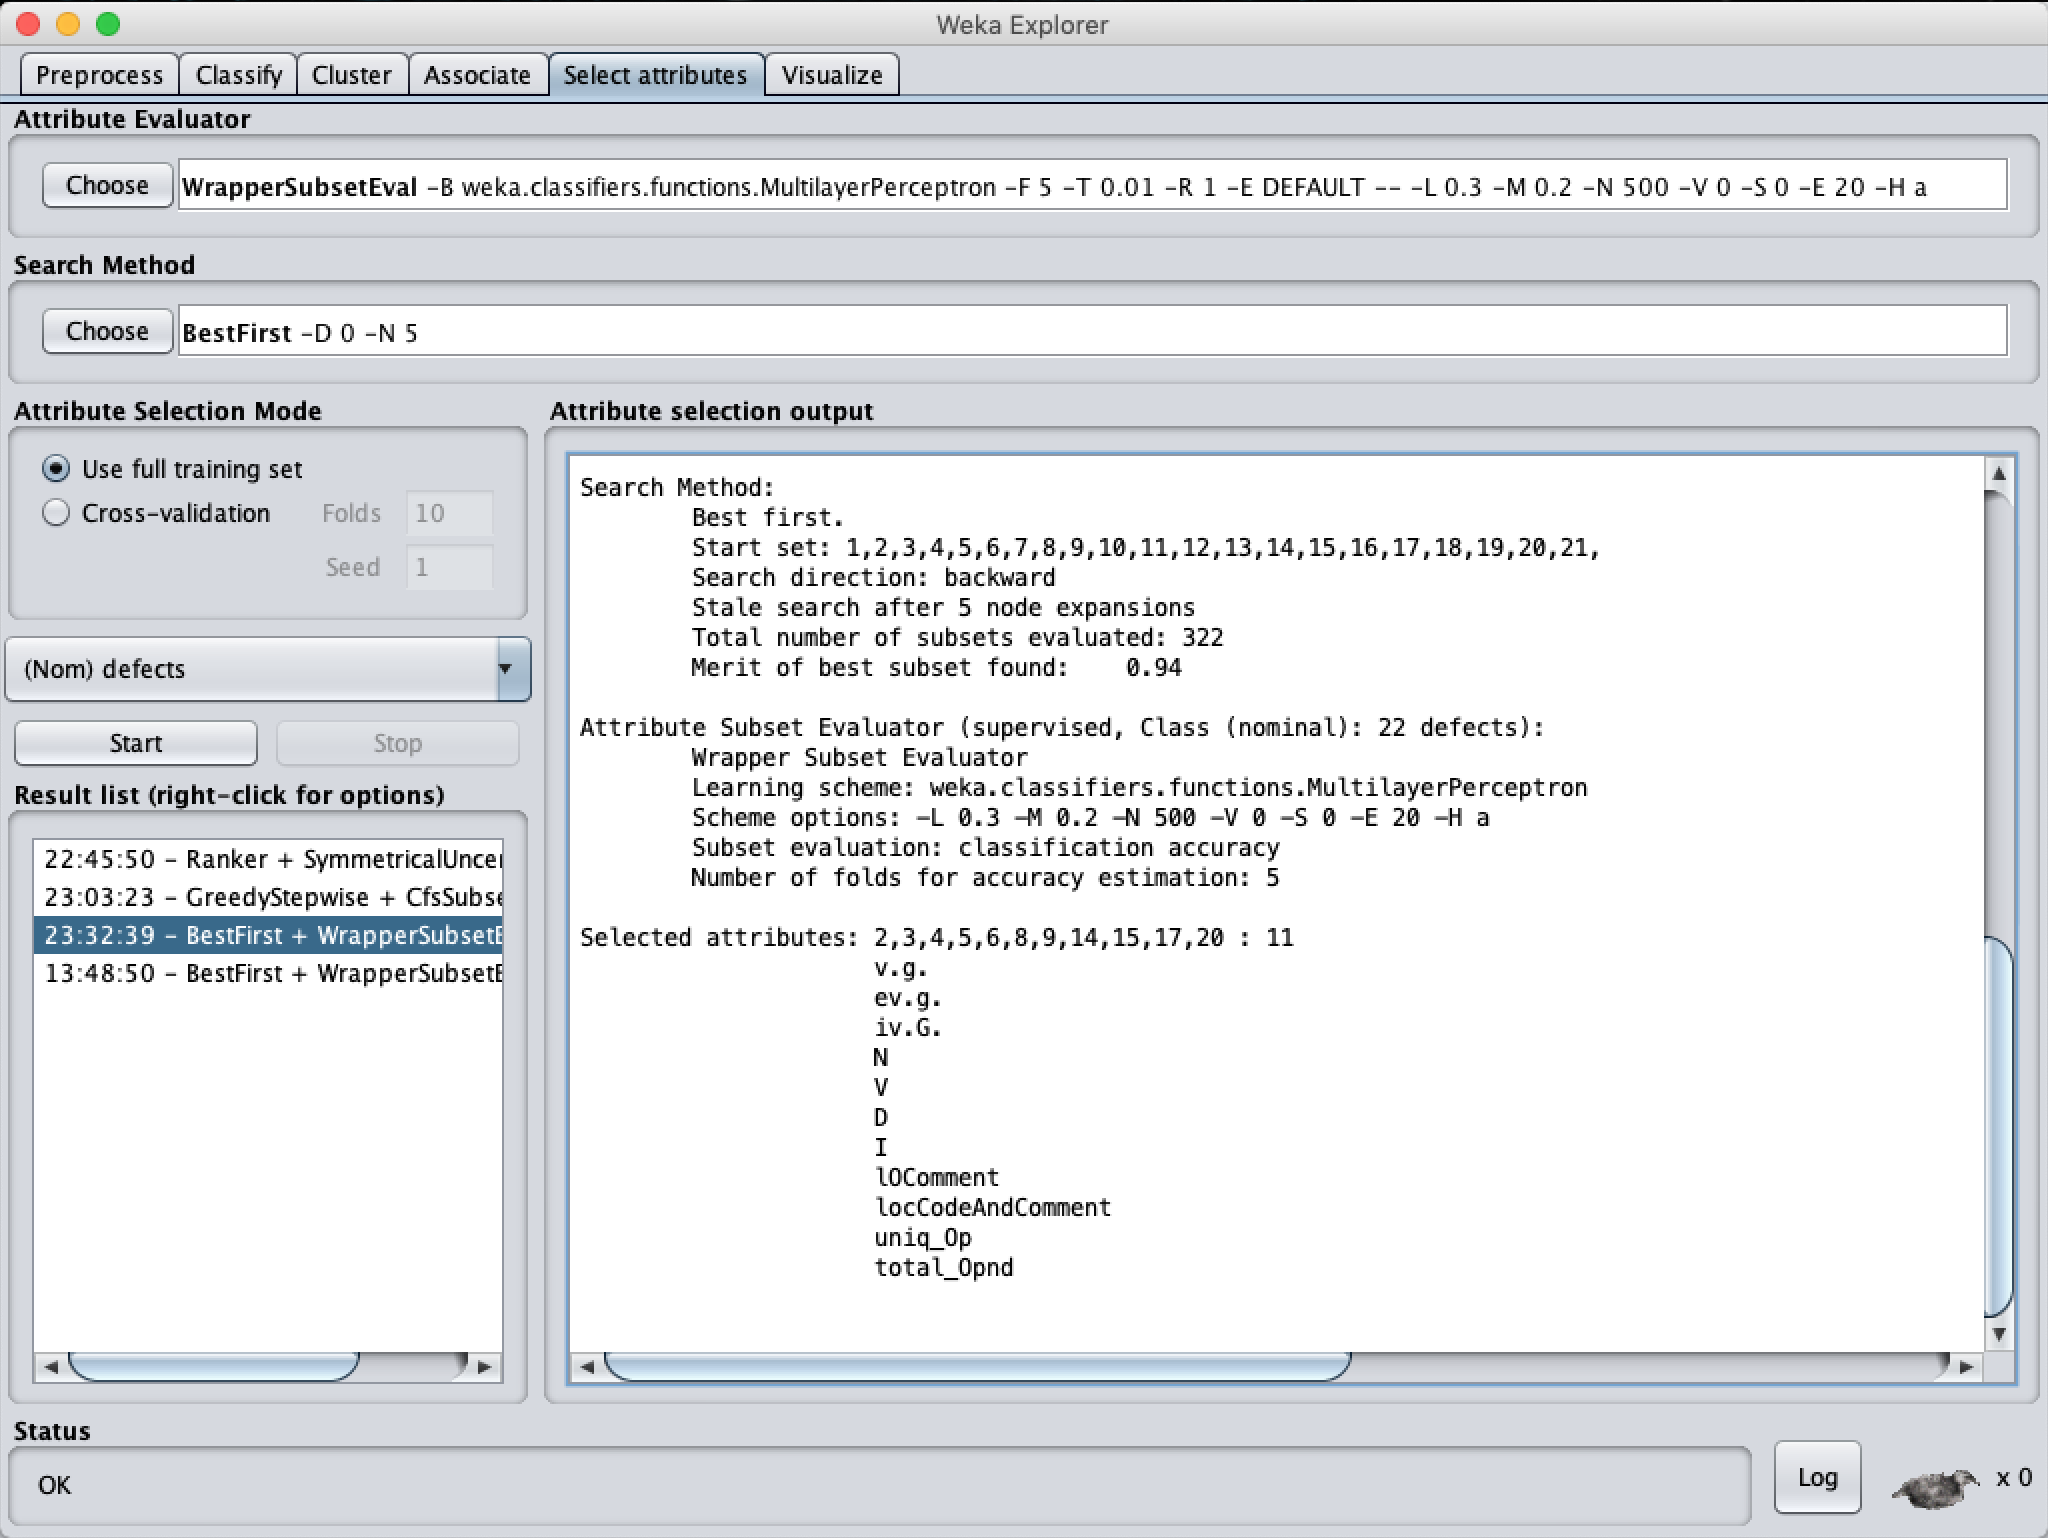 Weka Explorer
Preprocess Classify Cluster Associate Select attributes Visualize
Attribute Evaluator
Choose WrapperSubsetEval -B weka.classifiers.functions.MultilayerPerceptron -F 5 -T 0.01 -R 1 -E DEFAULT -- -L 0.3 -M 0.2 -N 500 -V 0 -S 0 -E 20 -H a
Search Method
Choose BestFirst -D 0 -N 5
Attribute Selection Mode
Use full training set
Cross-validation Folds 10
Seed 1
(Nom) defects
Start Stop
Result list (right-click for options)
22:45:50 - Ranker + SymmetricalUncer
23:03:23 - GreedyStepwise + CfsSubse
23:32:39 - BestFirst + WrapperSubsetE
13:48:50 - BestFirst + WrapperSubsetE
Attribute selection output
Search Method:
Best first.
Start set: 1,2,3,4,5,6,7,8,9,10,11,12,13,14,15,16,17,18,19,20,21,
Search direction: backward
Stale search after 5 node expansions
Total number of subsets evaluated: 322
Merit of best subset found: 0.94
Attribute Subset Evaluator (supervised, Class (nominal): 22 defects):
Wrapper Subset Evaluator
Learning scheme: weka.classifiers.functions.MultilayerPerceptron
Scheme options: -L 0.3 -M 0.2 -N 500 -V 0 -S 0 -E 20 -H a
Subset evaluation: classification accuracy
Number of folds for accuracy estimation: 5
Selected attributes: 2,3,4,5,6,8,9,14,15,17,20 : 11
v.g.
ev.g.
iv.G.
N
V
D
I
lOComment
locCodeAndComment
uniq_Op
total_Opnd
Status
OK
Log x 0